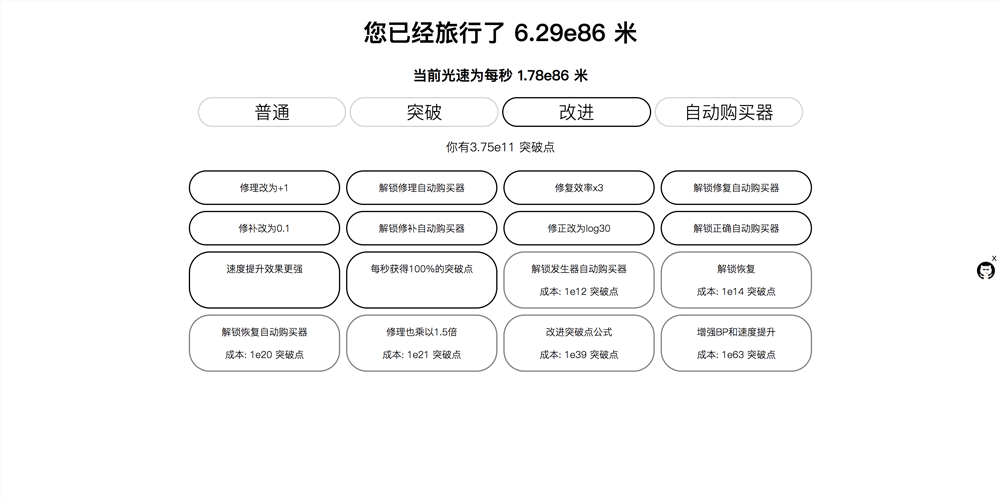 您已经旅行了 6.29e86 米
当前光速为每秒 1.78e86 米
普通 突破 改进 自动购买器
你有3.75e11 突破点
修理改为+1 解锁修理自动购买器 修复效率x3 解锁修复自动购买器
修补改为0.1 解锁修补自动购买器 修正改为log30 解锁正确自动购买器
速度提升效果更强 每秒获得100%的突破点 解锁发生器自动购买器 解锁恢复
成本: 1e12 突破点 成本: 1e14 突破点
x
解锁恢复自动购买器 修理也乘以1.5倍 改进突破点公式 增强BP和速度提升
成本: 1e20 突破点 成本: 1e21 突破点 成本: 1e39 突破点 成本: 1e63 突破点